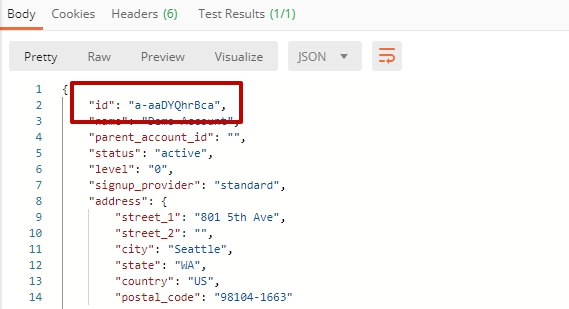 Body Cookies Headers (6) Test Results (1/1)
Pretty Raw Preview Visualize JSON
1 {
2 "id": "a-aaDYQhrBca",
3 "name": "Demo Account",
4 "parent_account_id": "",
5 "status": "active",
6 "level": "0",
7 "signup_provider": "standard",
8 "address": {
9 "street_1": "801 5th Ave",
10 "street_2": "",
11 "city": "Seattle",
12 "state": "WA",
13 "country": "US",
14 "postal_code": "98104-1663"